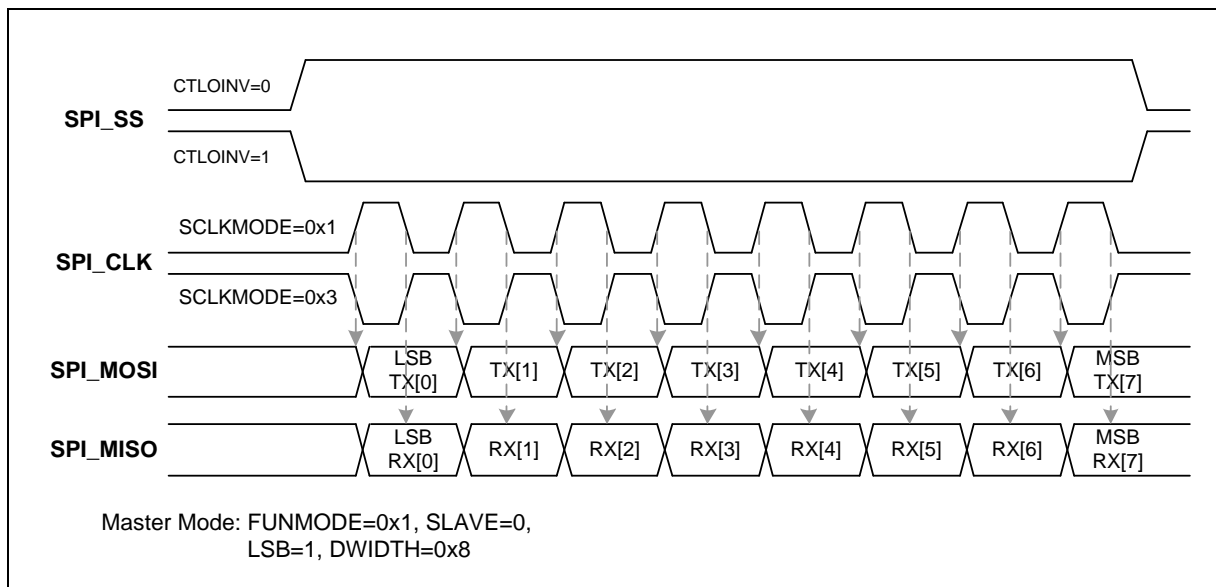 CTLOINV=0
SPI_SS
CTLOINV=1
SCLKMODE=0x1
SPI_CLK
SCLKMODE=0x3
SPI_MOSI
LSB
TX[0]
TX[1]
TX[2]
TX[3]
TX[4]
TX[5]
TX[6]
MSB
TX[7]
SPI_MISO
LSB
RX[0]
RX[1]
RX[2]
RX[3]
RX[4]
RX[5]
RX[6]
MSB
RX[7]
Master Mode: FUNMODE=0x1, SLAVE=0,
LSB=1, DWIDTH=0x8